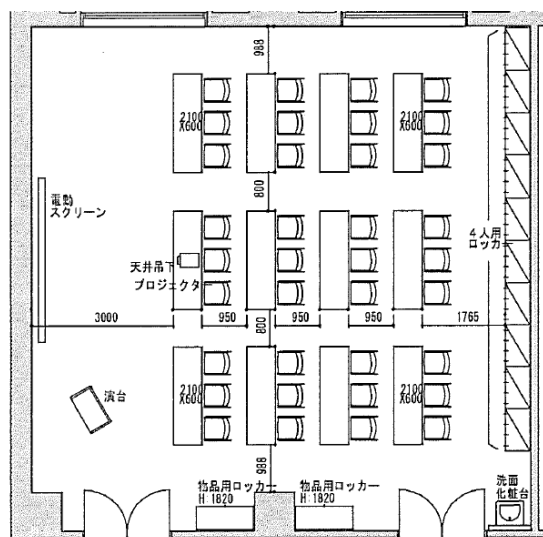 988
2100
X600
2100
X600
800
電動
スクリーン
4人用
ロッカー
天井吊下
プロジェクター
3000
950
800
950
950
1765
2100
X600
2100
X600
演台
988
物品用ロッカー
H:1820
物品用ロッカー
H:1820
洗面
化粧台